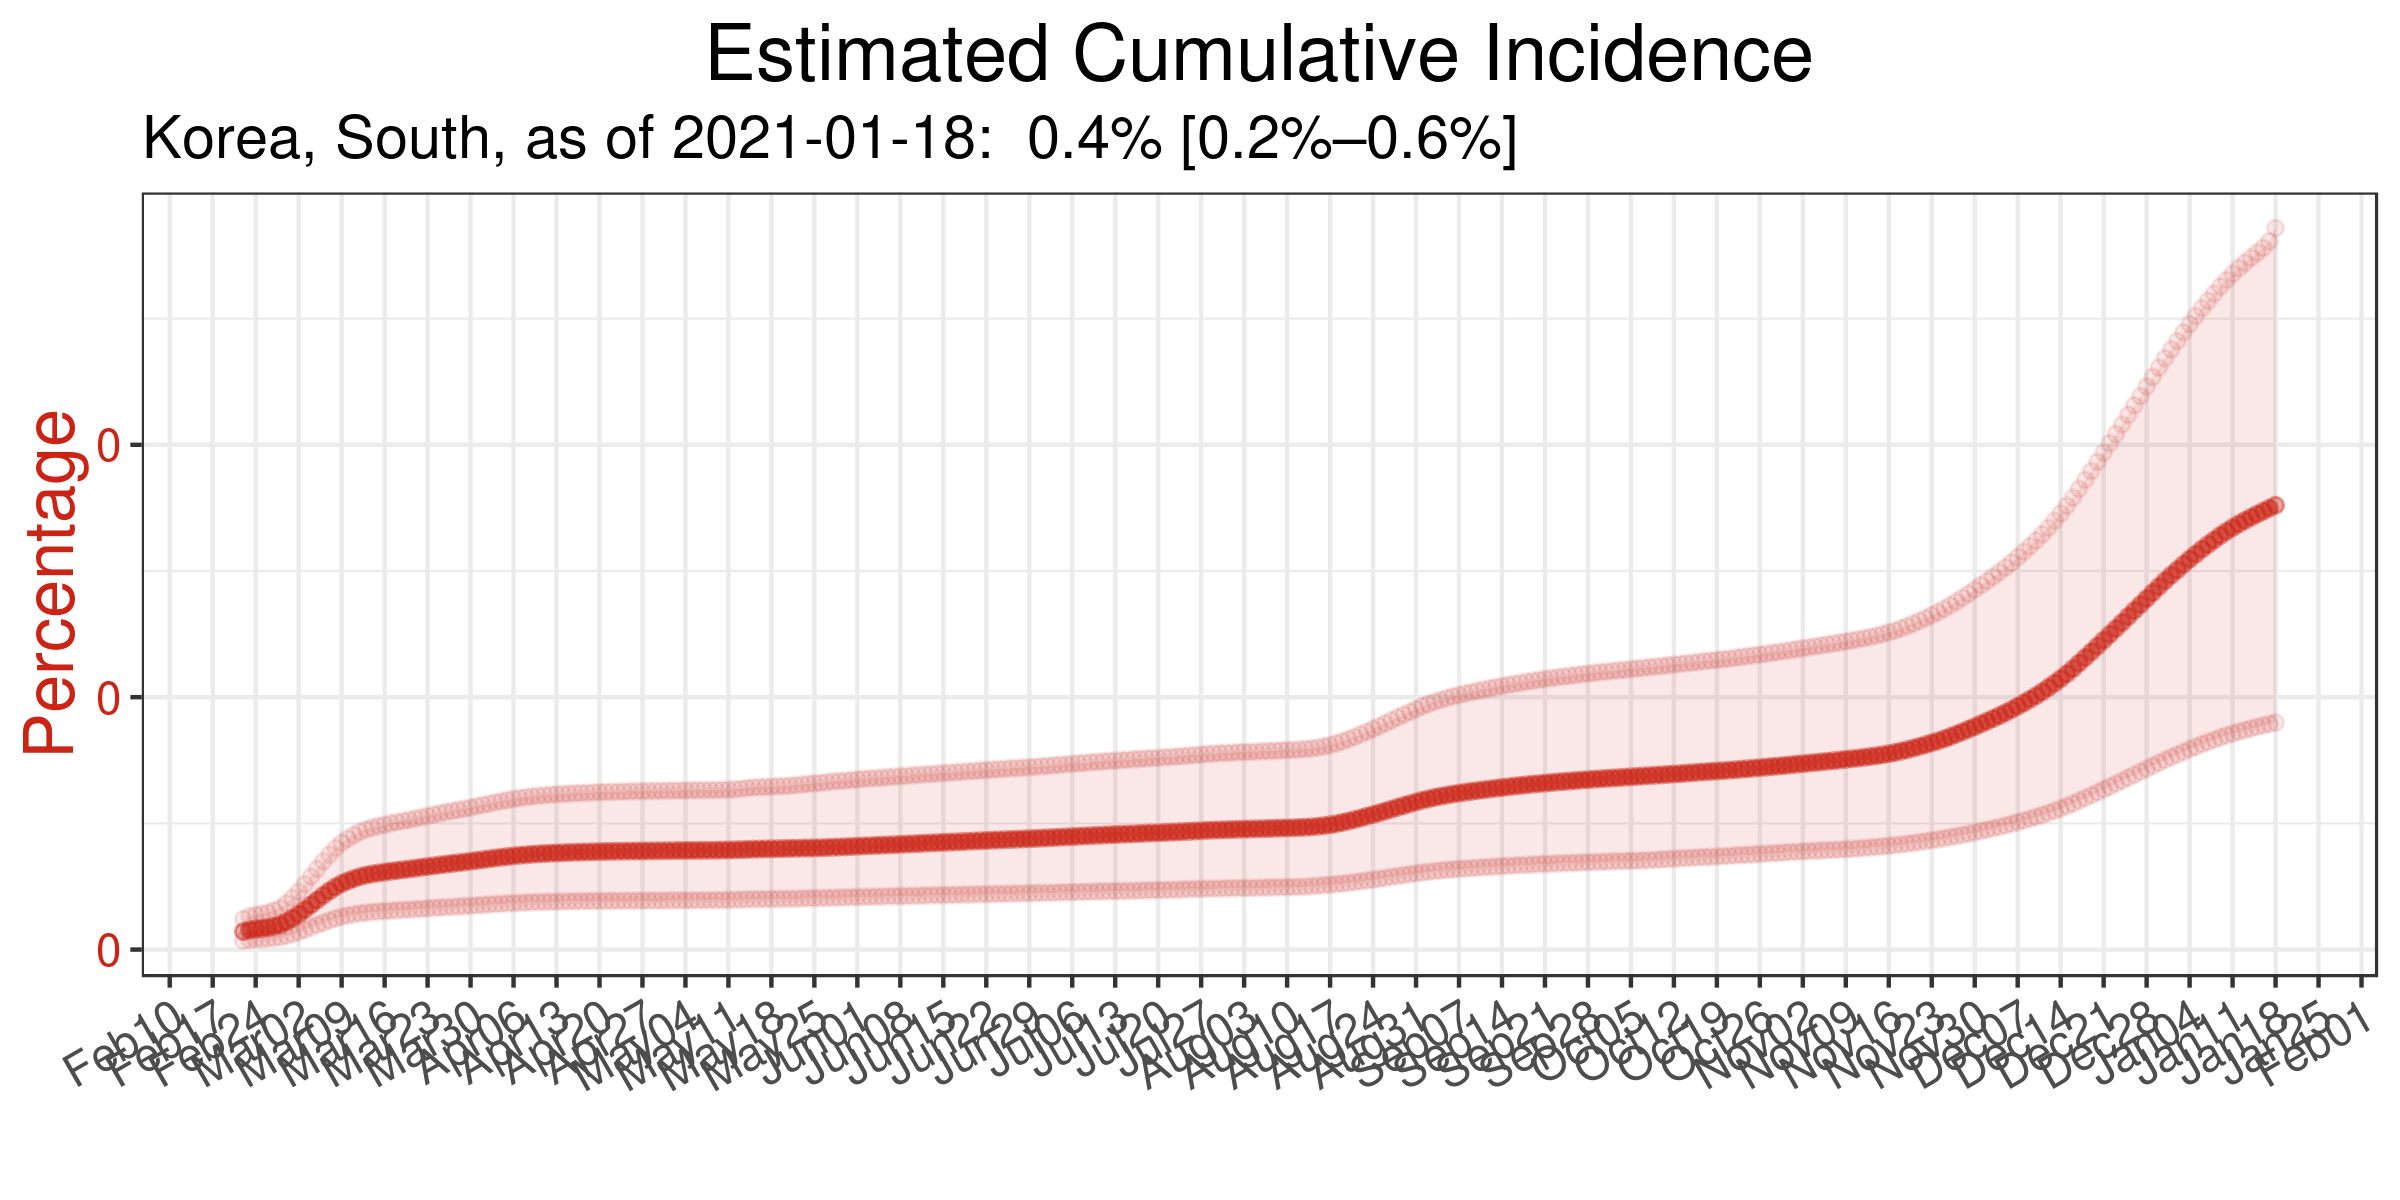 Estimated Cumulative Incidence
Korea, South, as of 2021-01-18:  0.4% [0.2%–0.6%]
Percentage
0
0
0
Feb10
Feb17
Feb24
Mar02
Mar09
Mar16
Mar23
Mar30
Apr06
Apr13
Apr20
Apr27
May04
May11
May18
May25
Jun01
Jun08
Jun15
Jun22
Jun29
Jul06
Jul13
Jul20
Jul27
Aug03
Aug10
Aug17
Aug24
Aug31
Sep07
Sep14
Sep21
Sep28
Oct05
Oct12
Oct19
Oct26
Nov02
Nov09
Nov16
Nov23
Nov30
Dec07
Dec14
Dec21
Dec28
Jan04
Jan11
Jan18
Jan25
Feb01